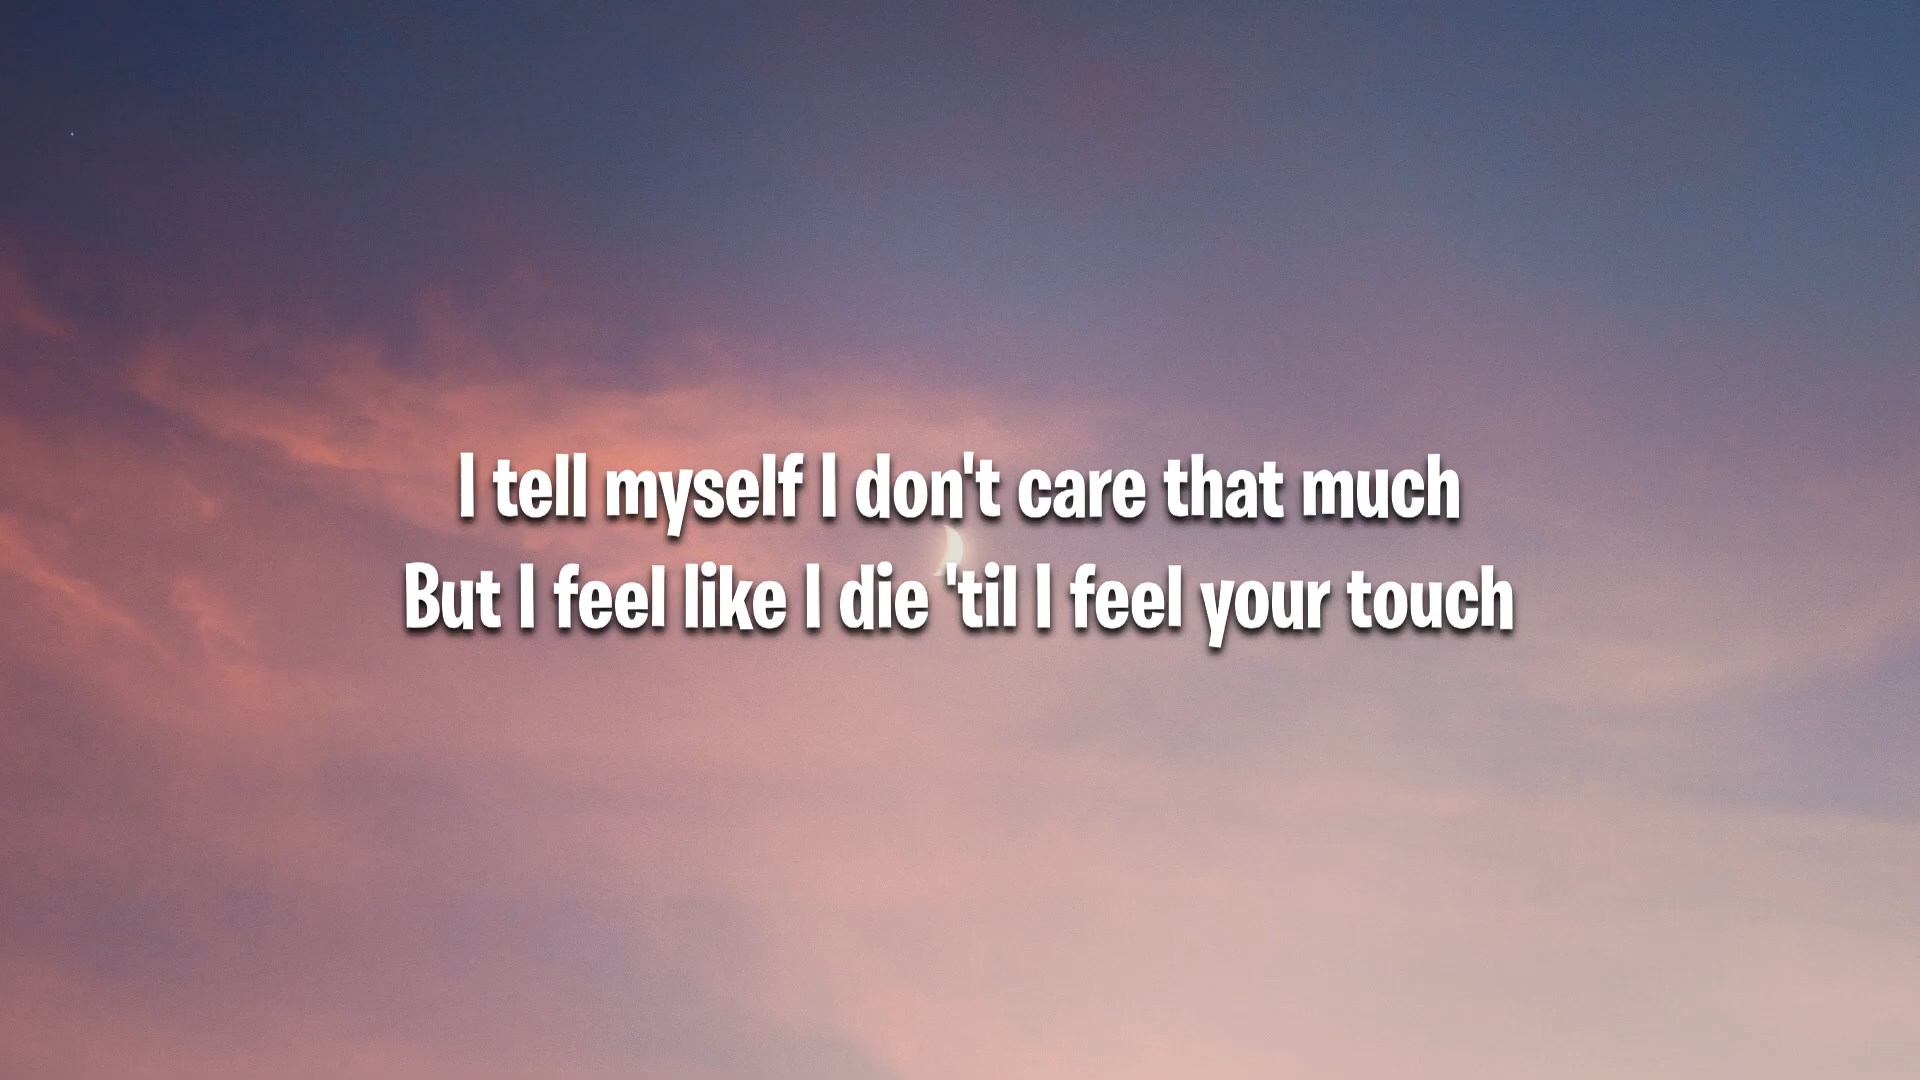 I tell myself I don't care that much
But I feel like I die 'til I feel your touch